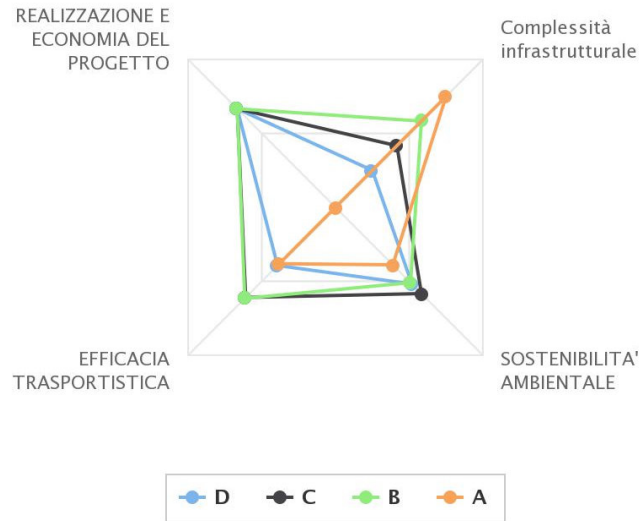 REALIZZAZIONE E
ECONOMIA DEL
PROGETTO
Complessità
infrastrutturale
EFFICACIA
TRASPORTISTICA
SOSTENIBILITA'
AMBIENTALE
D C B A